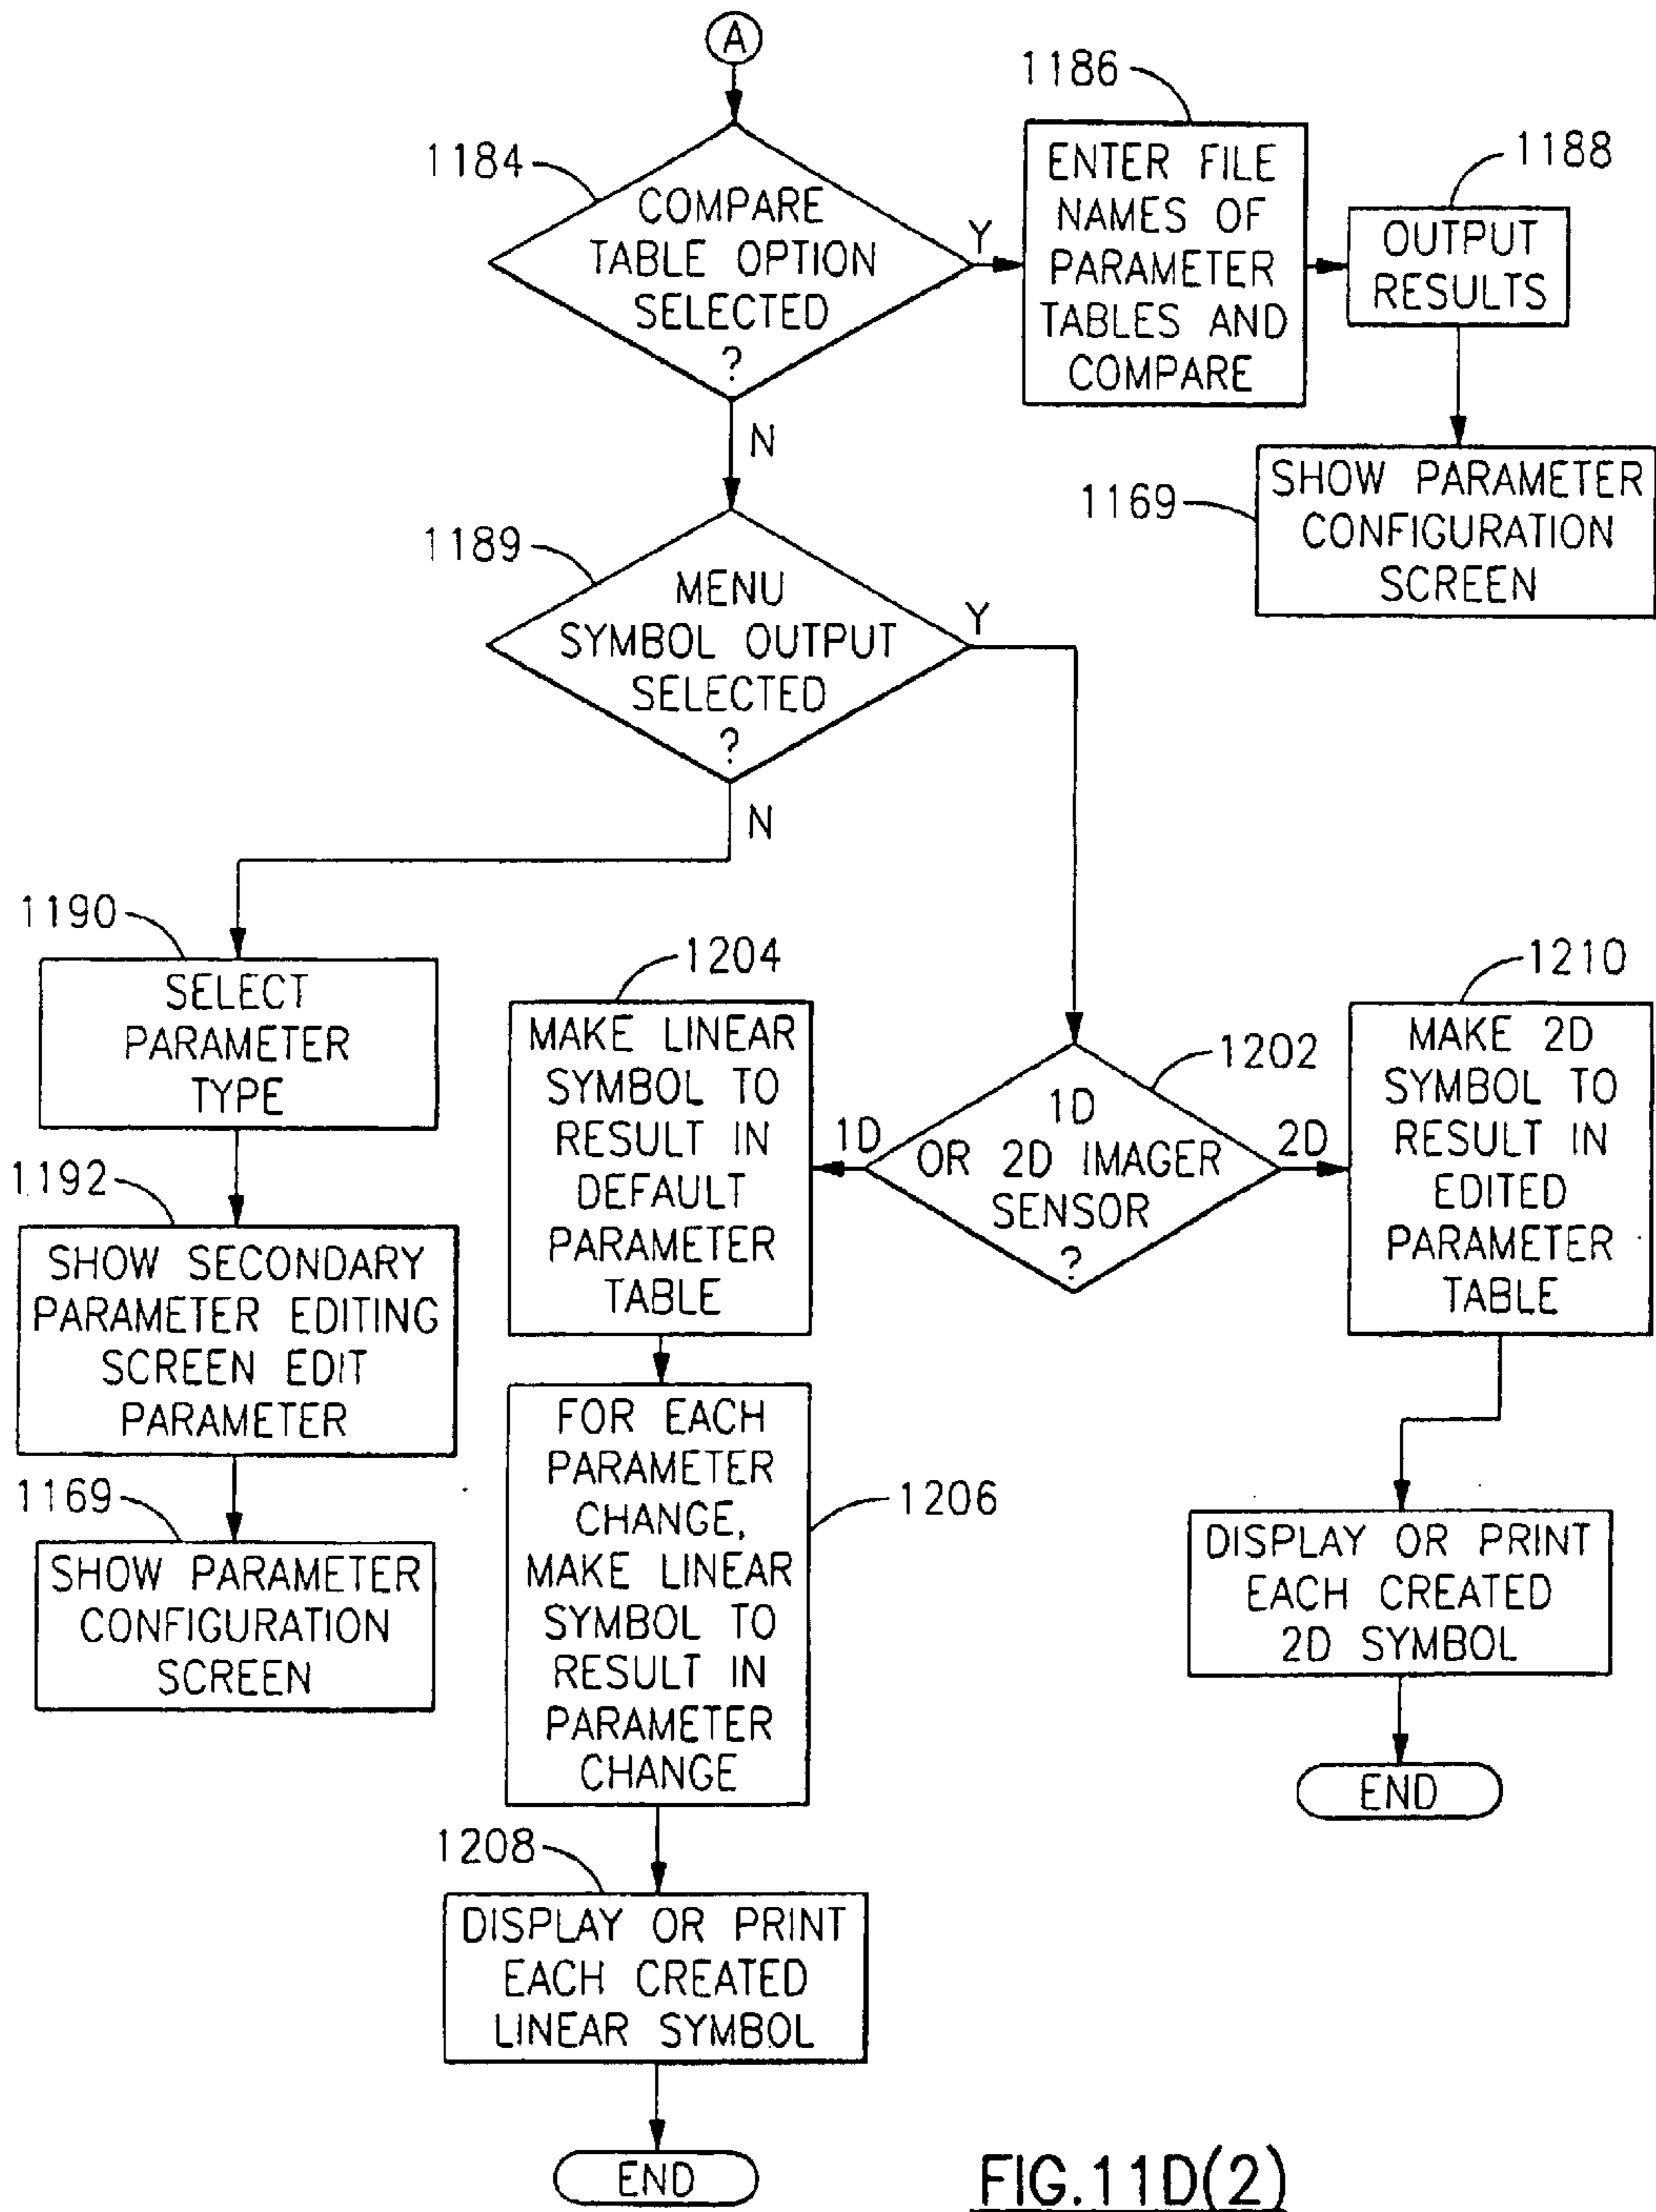 A
1184
COMPARE
TABLE OPTION
SELECTED
?
Y
1186
ENTER FILE
NAMES OF
PARAMETER
TABLES AND
COMPARE
1188
OUTPUT
RESULTS
1169
SHOW PARAMETER
CONFIGURATION
SCREEN
N
1189
MENU
SYMBOL OUTPUT
SELECTED
?
Y
N
1190
SELECT
PARAMETER
TYPE
1192
SHOW SECONDARY
PARAMETER EDITING
SCREEN EDIT
PARAMETER
1169
SHOW PARAMETER
CONFIGURATION
SCREEN
1202
1D
OR 2D IMAGER
SENSOR
?
1D
2D
1204
MAKE LINEAR
SYMBOL TO
RESULT IN
DEFAULT
PARAMETER
TABLE
1206
FOR EACH
PARAMETER
CHANGE,
MAKE LINEAR
SYMBOL TO
RESULT IN
PARAMETER
CHANGE
1208
DISPLAY OR PRINT
EACH CREATED
LINEAR SYMBOL
END
1210
MAKE 2D
SYMBOL TO
RESULT IN
EDITED
PARAMETER
TABLE
DISPLAY OR PRINT
EACH CREATED
2D SYMBOL
END
FIG.11D(2)